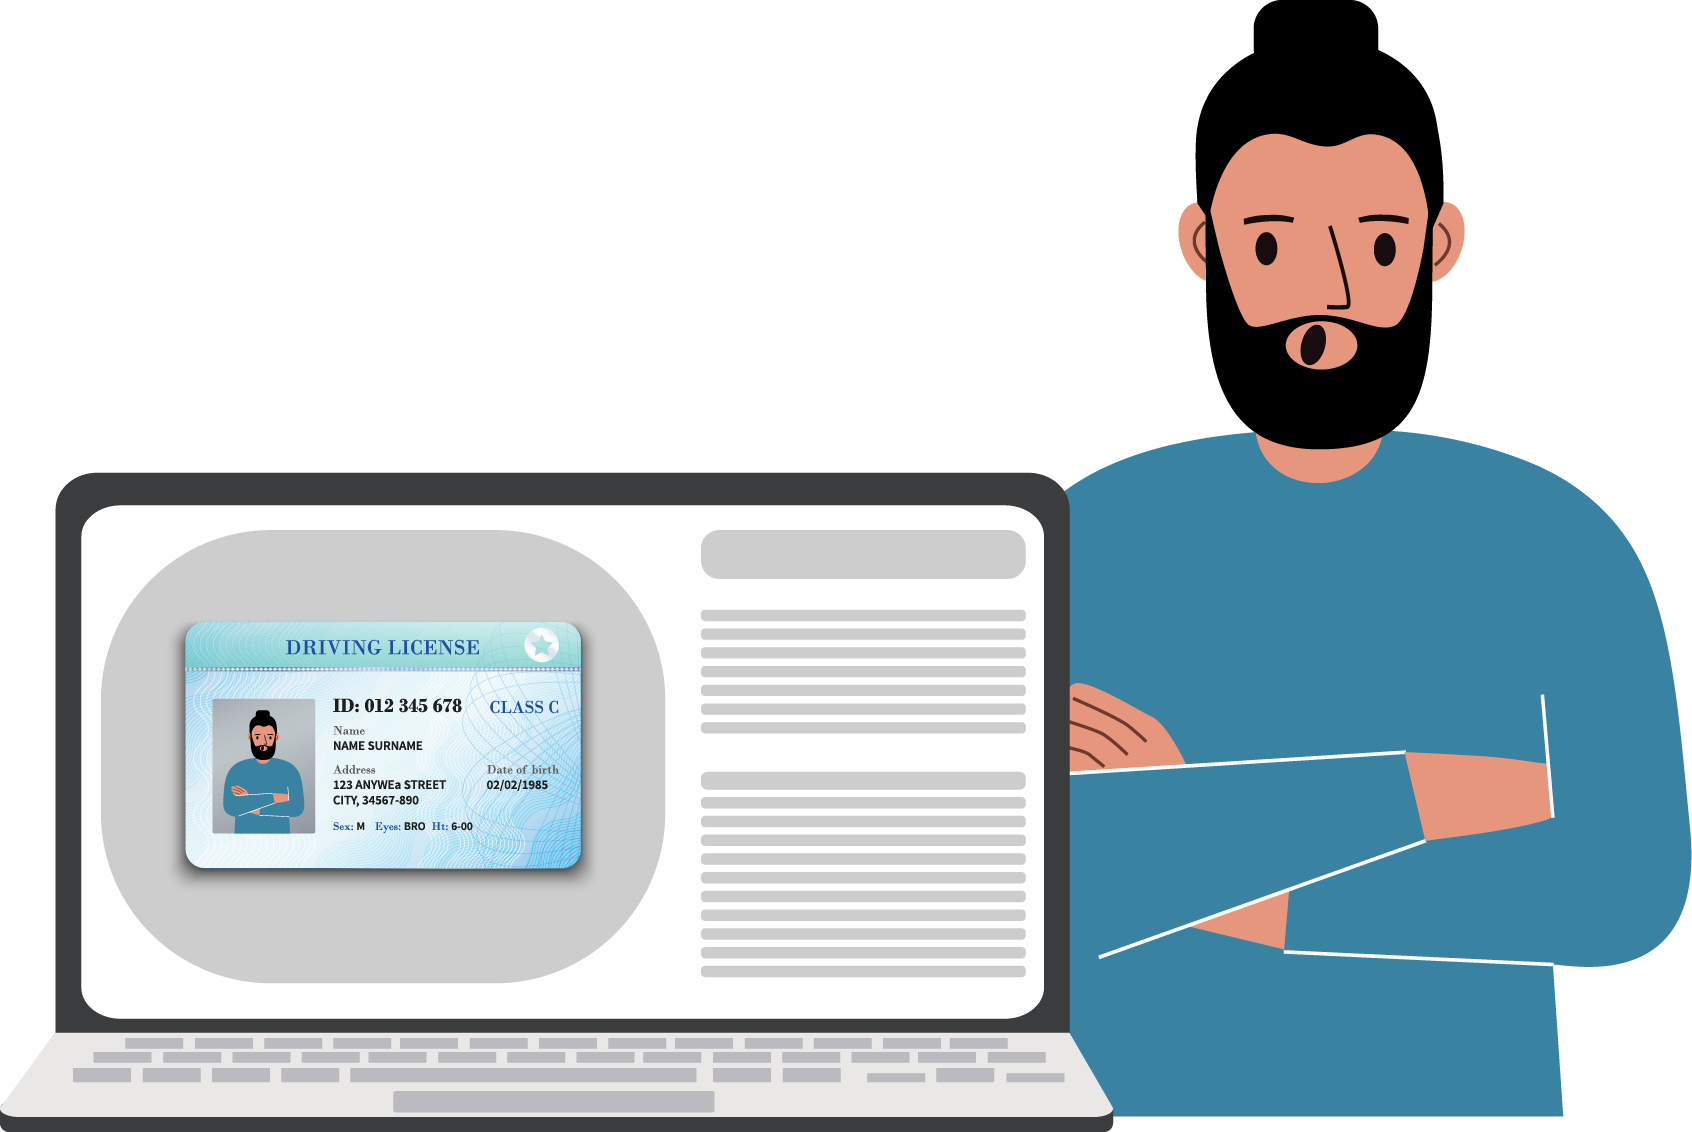 DRIVING LICENSE
ID: 012 345 678 CLASS C
Name
NAME SURNAME
Address Date of birth
123 ANYWEa STREET 02/02/1985
CITY, 34567-890
Sex: M Eyes: BRO Ht: 6-00